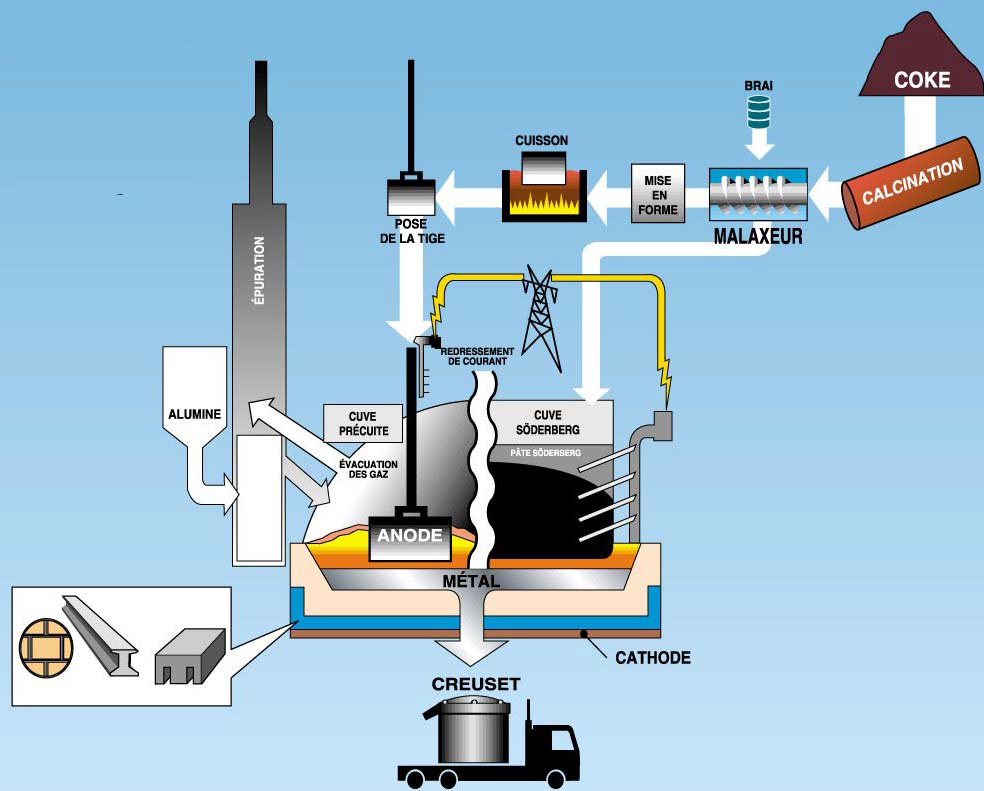 COKE
BRAI
CALCINATION
CUISSON
MISE
EN
FORME
MALAXEUR
POSE
DE LA TIGE
ÉPURATION
REDRESSEMENT
DE COURANT
ALUMINE
CUVE
PRÉCUITE
CUVE
SÖDERBERG
PÂTE SÖDERBERG
ÉVACUATION
DES GAZ
ANODE
MÉTAL
CATHODE
CREUSET